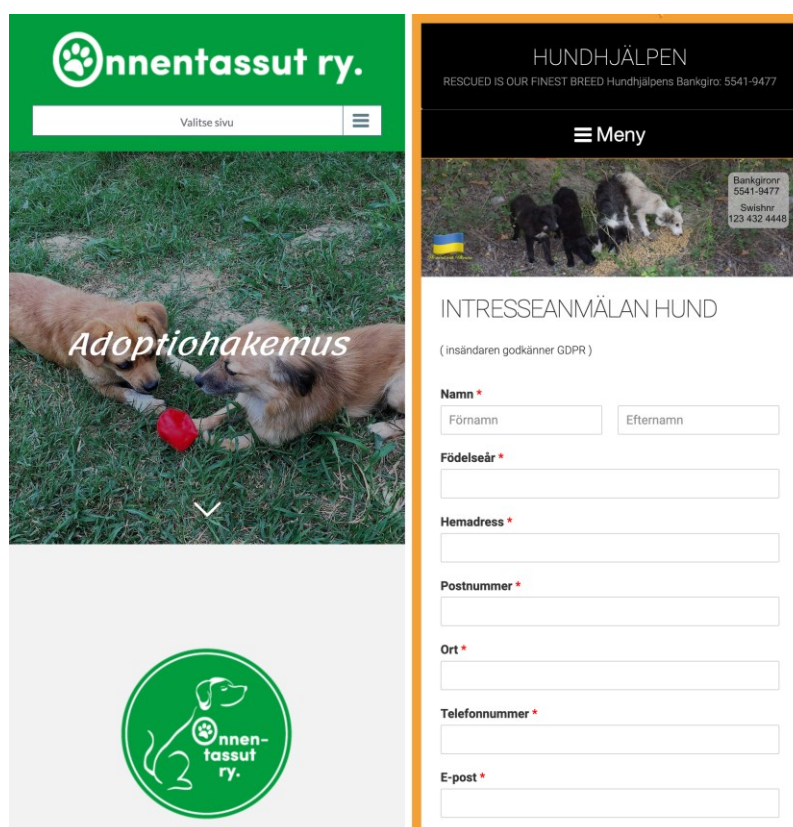 Onnentassut ry.
Valitse sivu
Adoptiohakemus
Onnen-
tassut
ry.
HUNDHJÄLPEN
RESCUED IS OUR FINEST BREED Hundhjälpens Bankgiro: 5541-9477
Meny
Bankgironr
5541-9477
Swishnr
123 432 4448
INTRESSEANMÄLAN HUND
( insändaren godkänner GDPR )
Namn *
Förnamn Efternamn
Födelseår *
Hemadress *
Postnummer *
Ort *
Telefonnummer *
E-post *